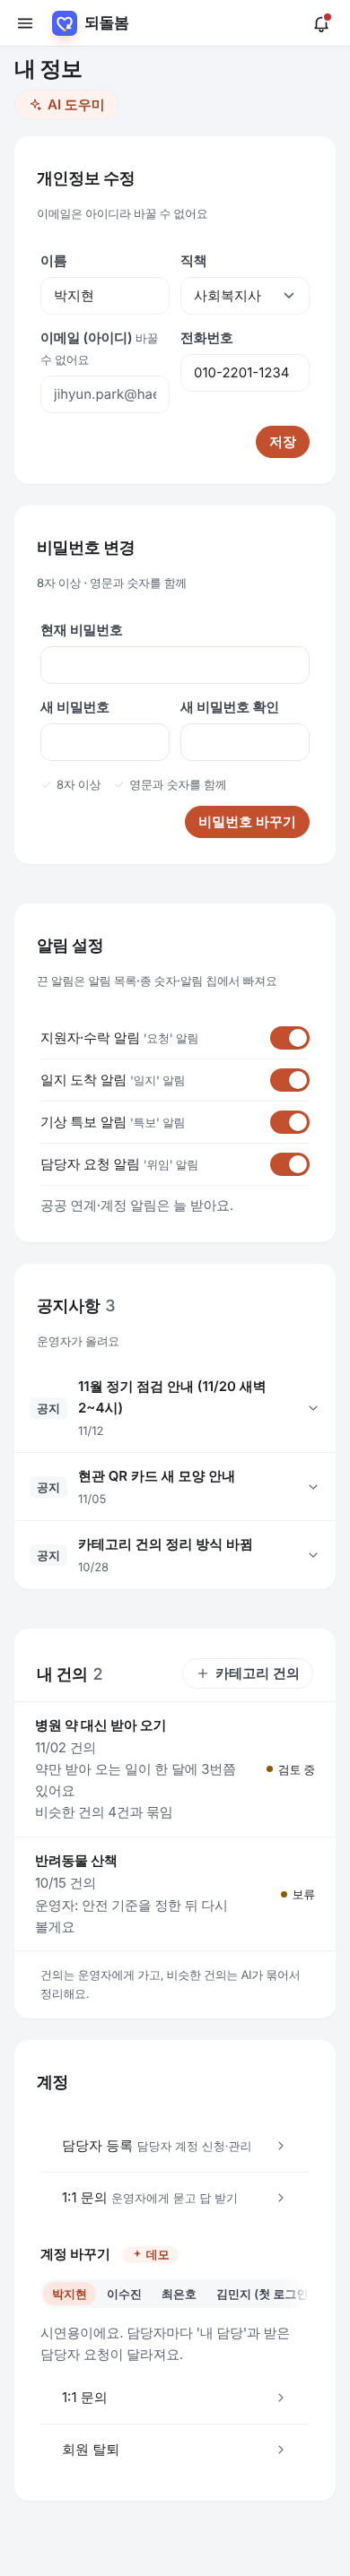 되돌봄
내 정보
AI 도우미
개인정보 수정
이메일은 아이디라 바꿀 수 없어요
이름
직책
박지현
사회복지사
이메일 (아이디) 바꿀 수 없어요
전화번호
jihyun.park@hae
010-2201-1234
저장
비밀번호 변경
8자 이상 · 영문과 숫자를 함께
현재 비밀번호
새 비밀번호
새 비밀번호 확인
8자 이상
영문과 숫자를 함께
비밀번호 바꾸기
알림 설정
끈 알림은 알림 목록·종 숫자·알림 칩에서 빠져요
지원자·수락 알림 '요청' 알림
일지 도착 알림 '일지' 알림
기상 특보 알림 '특보' 알림
담당자 요청 알림 '위임' 알림
공공 연계·계정 알림은 늘 받아요.
공지사항 3
운영자가 올려요
공지
11월 정기 점검 안내 (11/20 새벽
2~4시)
11/12
공지
현관 QR 카드 새 모양 안내
11/05
공지
카테고리 건의 정리 방식 바뀜
10/28
내 건의 2
카테고리 건의
병원 약 대신 받아 오기
11/02 건의
약만 받아 오는 일이 한 달에 3번쯤
있어요
비슷한 건의 4건과 묶임
검토 중
반려동물 산책
10/15 건의
운영자: 안전 기준을 정한 뒤 다시
볼게요
보류
건의는 운영자에게 가고, 비슷한 건의는 AI가 묶어서
정리해요.
계정
담당자 등록 담당자 계정 신청·관리
1:1 문의 운영자에게 묻고 답 받기
계정 바꾸기
데모
박지현
이수진
최은호
김민지 (첫 로그인
시연용이에요. 담당자마다 '내 담당'과 받은
담당자 요청이 달라져요.
1:1 문의
회원 탈퇴